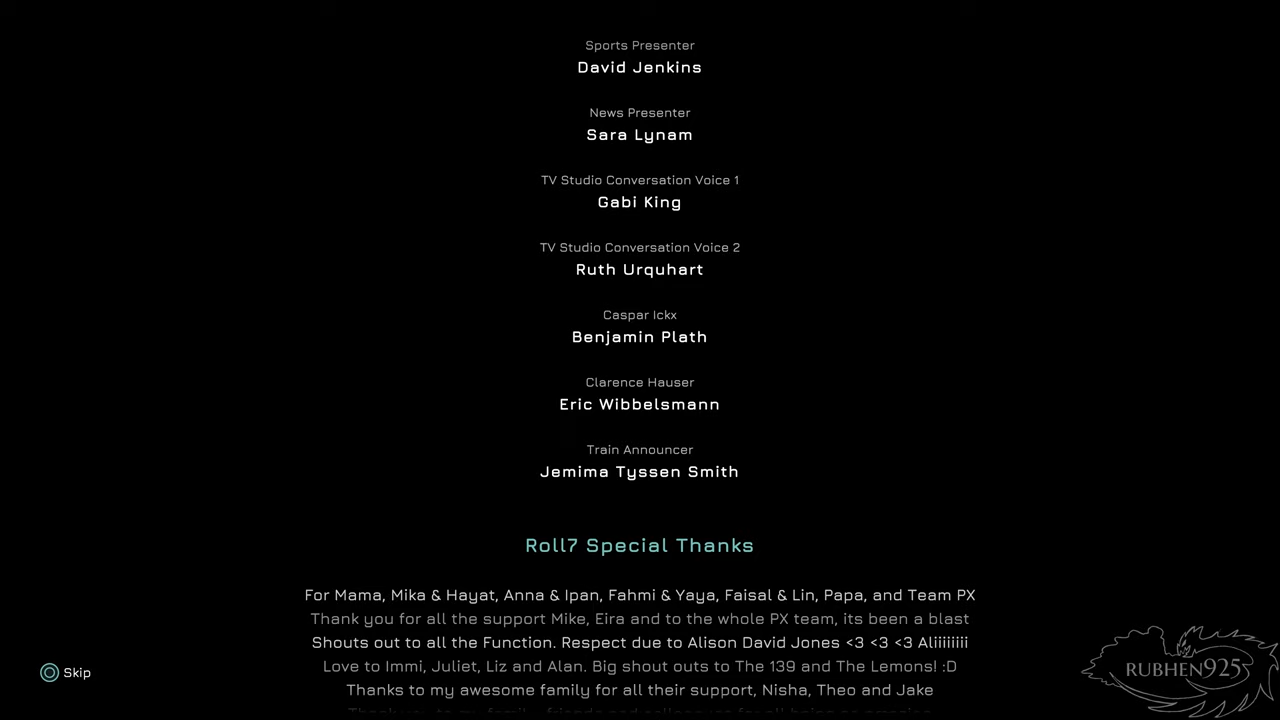 Sports Presenter
David Jenkins
News Presenter
Sara Lynam
TV Studio Conversation Voice 1
Gabi King
TV Studio Conversation Voice 2
Ruth Urquhart
Caspar Ickx
Benjamin Plath
Clarence Hauser
Eric Wibbelsmann
Train Announcer
Jemima Tyssen Smith
Roll7 Special Thanks
For Mama, Mika & Hayat, Anna & Ipan, Fahmi & Yaya, Faisal & Lin, Papa, and Team PX
Thank you for all the support Mike, Eira and to the whole PX team, its been a blast
Shouts out to all the Function. Respect due to Alison David Jones <3 <3 <3 Aliiiiiiii
Love to Immi, Juliet, Liz and Alan. Big shout outs to The 139 and The Lemons! :D
Thanks to my awesome family for all their support, Nisha, Theo and Jake
Skip
RUBHEN925